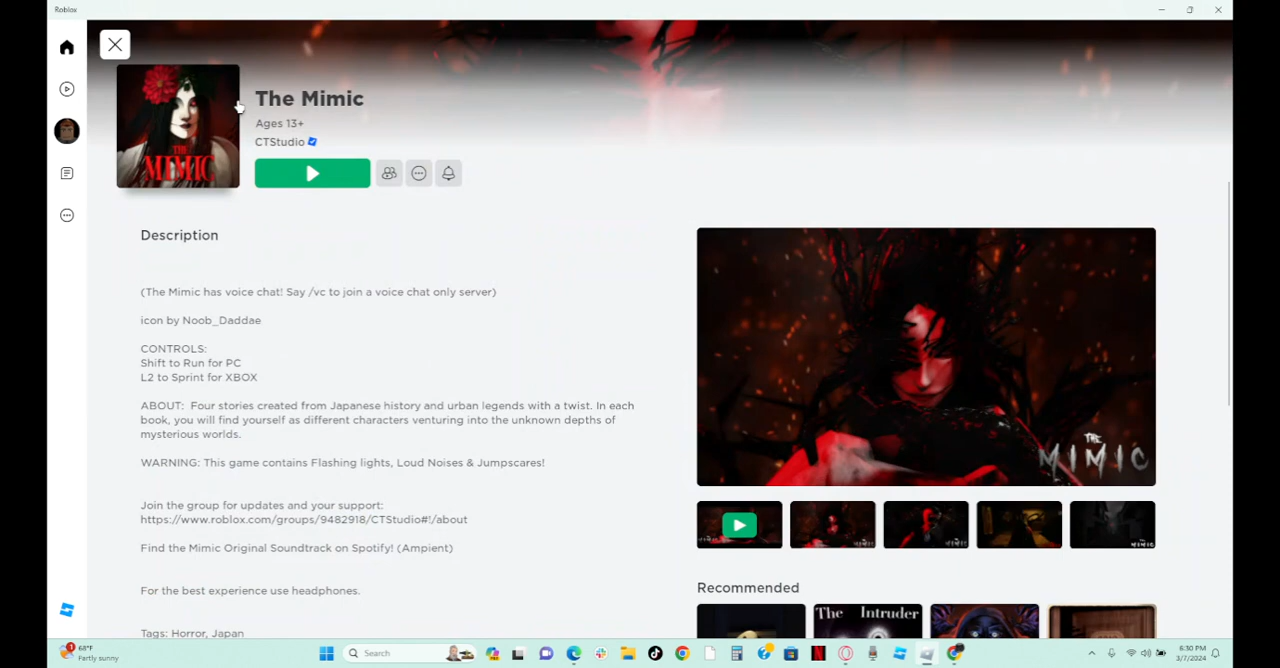 Roblox
The Mimic
Ages 13+
CTStudio
THE
MIMIC
Description
(The Mimic has voice chat! Say /vc to join a voice chat only server)
icon by Noob_Daddae
CONTROLS:
Shift to Run for PC
L2 to Sprint for XBOX
ABOUT:  Four stories created from Japanese history and urban legends with a twist. In each
book, you will find yourself as different characters venturing into the unknown depths of
mysterious worlds.
WARNING: This game contains Flashing lights, Loud Noises & Jumpscares!
Join the group for updates and your support:
https://www.roblox.com/groups/9482918/CTStudio#!/about
Find the Mimic Original Soundtrack on Spotify! (Ampient)
For the best experience use headphones.
Tags: Horror, Japan
THE
MIMIC
Recommended
The Intruder
1
68°F
Partly sunny
Search
6:30 PM
3/7/2024